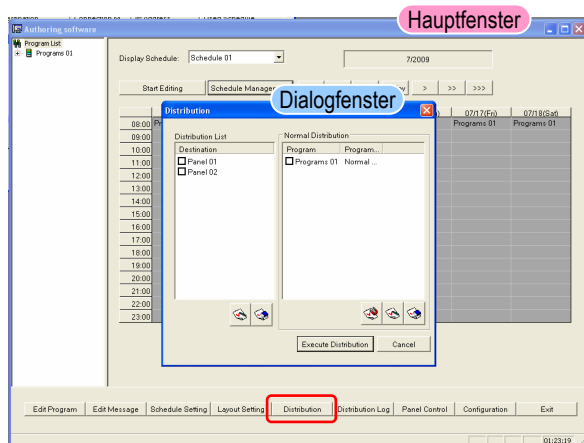 Hauptfenster
Authoring software
Program List
Programs 01
Display Schedule: Schedule 01 7/2009
Start Editing Schedule Manage > >> >>>
Dialogfenster
Distribution
07/17(Fri) 07/18(Sat)
Distribution List Normal Distribution
Destination Program Program...
Panel 01 Programs 01 Normal ...
Panel 02
Programs 01 Programs 01
08:00
09:00
10:00
11:00
12:00
13:00
14:00
15:00
16:00
17:00
18:00
19:00
20:00
21:00
22:00
23:00
Execute Distribution Cancel
Edit Program Edit Message Schedule Setting Layout Setting Distribution Distribution Log Panel Control Configuration Exit
01:23:19